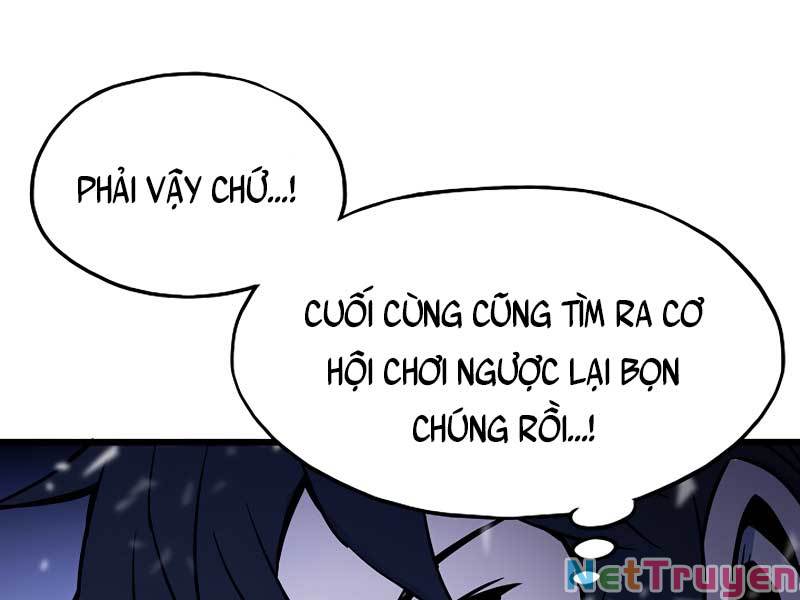 PHẢI VẬY CHỨ...!
CUỐI CÙNG CŨNG TÌM RA CƠ
HỘI CHƠI NGƯỢC LẠI BỌN
CHÚNG RỒI...!
NetTruyen